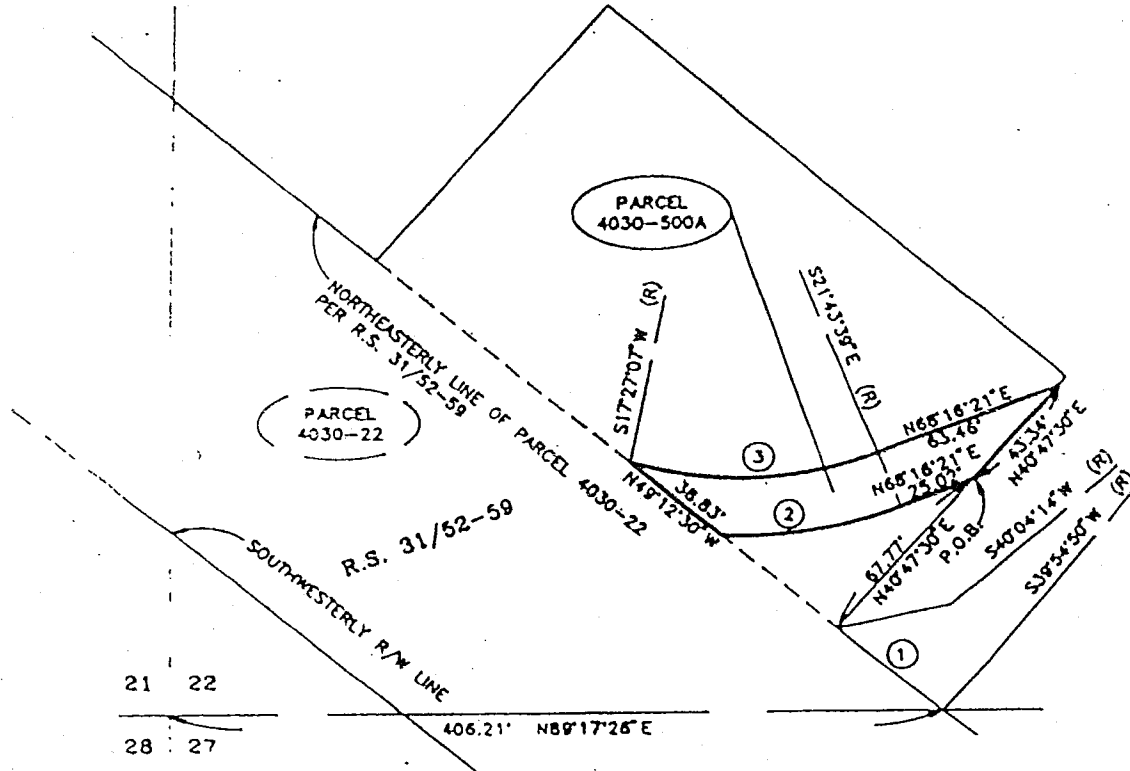 PARCEL
4030-500A
NORTHEASTERLY LINE OF PARCEL 4030-22
PER R.S. 31/52-59
PARCEL
4030-22
S17°27'07"W (R)
S21°43'39"E (R)
3
N68°16'21"E
63.46'
N68°16'21"E
25.02'
43.34'
N40°47'30"E
38.83'
N49°12'30"W
2
67.77'
N40°47'30"E
P.O.B.
S40°04'14"W (R)
S39°54'50"W (R)
R.S. 31/52-59
SOUTHWESTERLY R/W LINE
1
21 22
28 27
406.21' N89°17'26"E